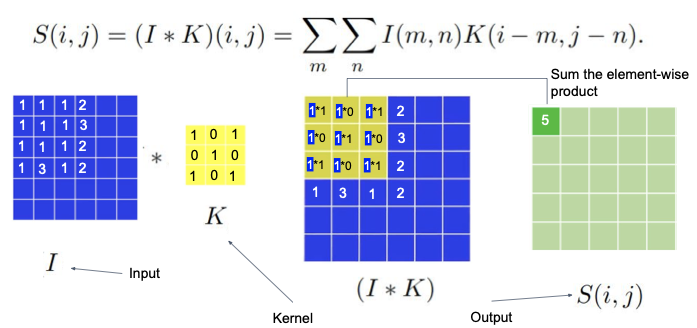 S(i, j) = (I ∗ K)(i, j) = ∑∑ I(m, n)K(i − m, j − n).
m n
Sum the element-wise
product
1 1 1 2
1 1 1 3
1 1 1 2
1 3 1 2
*
1 0 1
0 1 0
1 0 1
K
I
Input
Kernel
1*1 1*0 1*1 2
1*0 1*1 1*0 3
1*1 1*0 1*1 2
1 3 1 2
(I ∗ K)
5
S(i, j)
Output